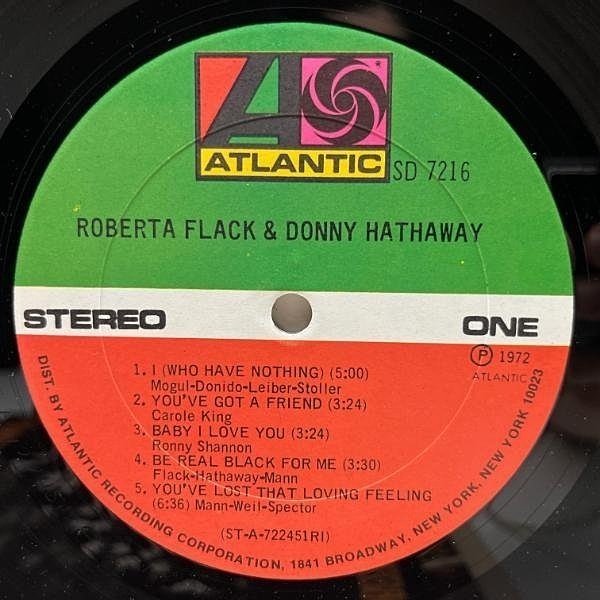 ATLANTIC
SD 7216
ROBERTA FLACK & DONNY HATHAWAY
STEREO
ONE
Ⓟ 1972
ATLANTIC
1. I (WHO HAVE NOTHING) (5:00)
Mogul-Donido-Leiber-Stoller
2. YOU'VE GOT A FRIEND (3:24)
Carole King
3. BABY I LOVE YOU (3:24)
Ronny Shannon
4. BE REAL BLACK FOR ME (3:30)
Flack-Hathaway-Mann
5. YOU'VE LOST THAT LOVING FEELING
(6:36) Mann-Weil-Spector
(ST-A-722451RI)
DIST. BY ATLANTIC RECORDING CORPORATION, 1841 BROADWAY, NEW YORK, NEW YORK 10023